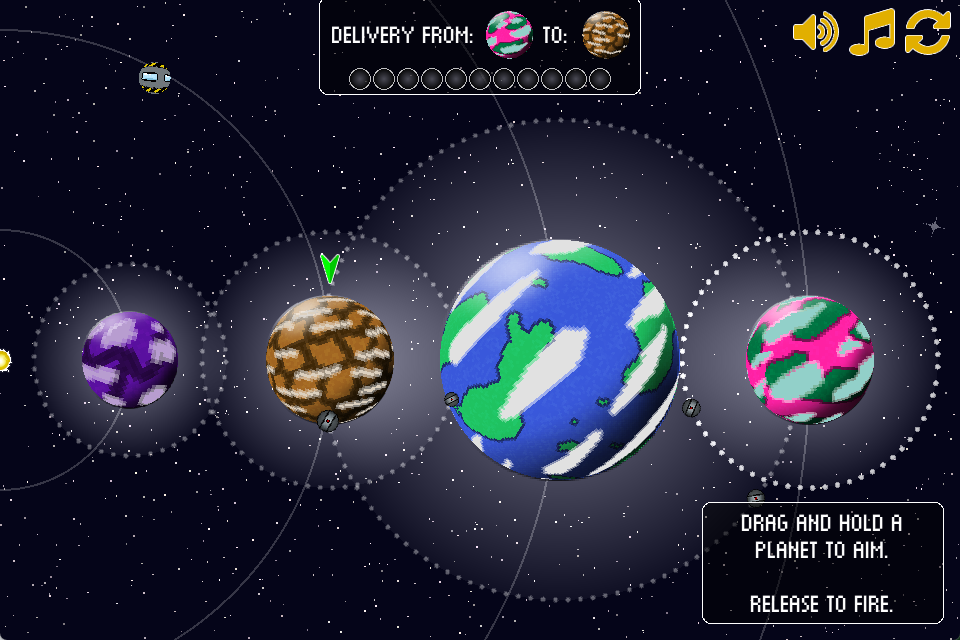 DELIVERY FROM: TO:
DRAG AND HOLD A
PLANET TO AIM.
RELEASE TO FIRE.